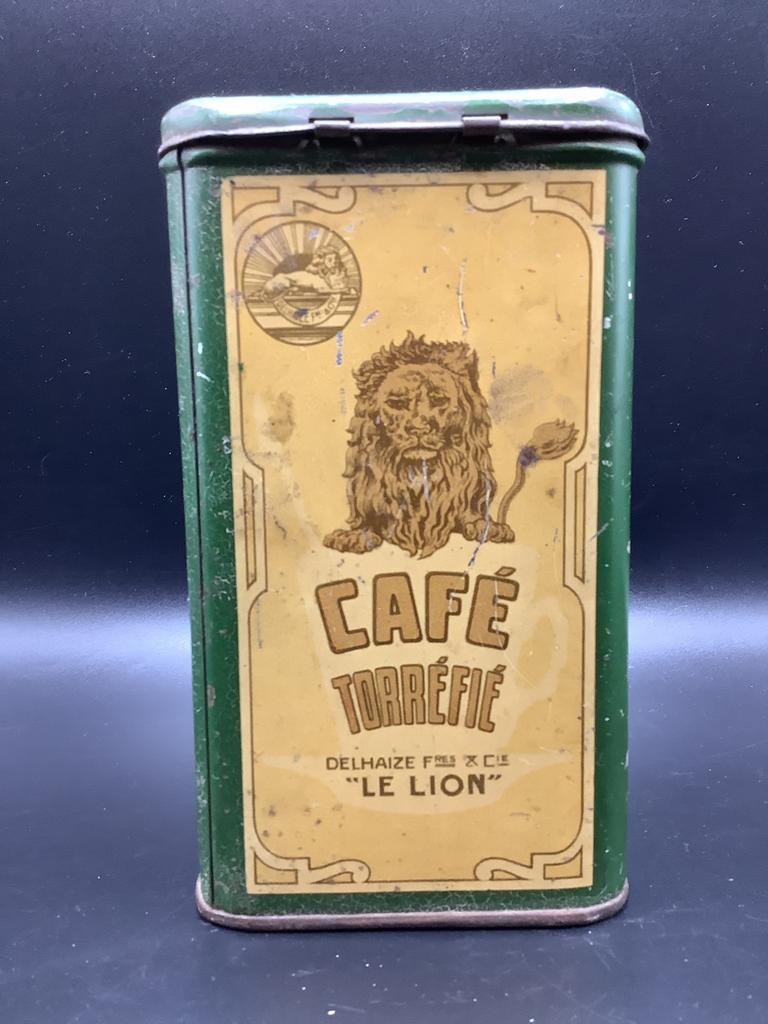 CAFÉ
TORRÉFIÉ
DELHAIZE FRES & CIE
"LE LION"